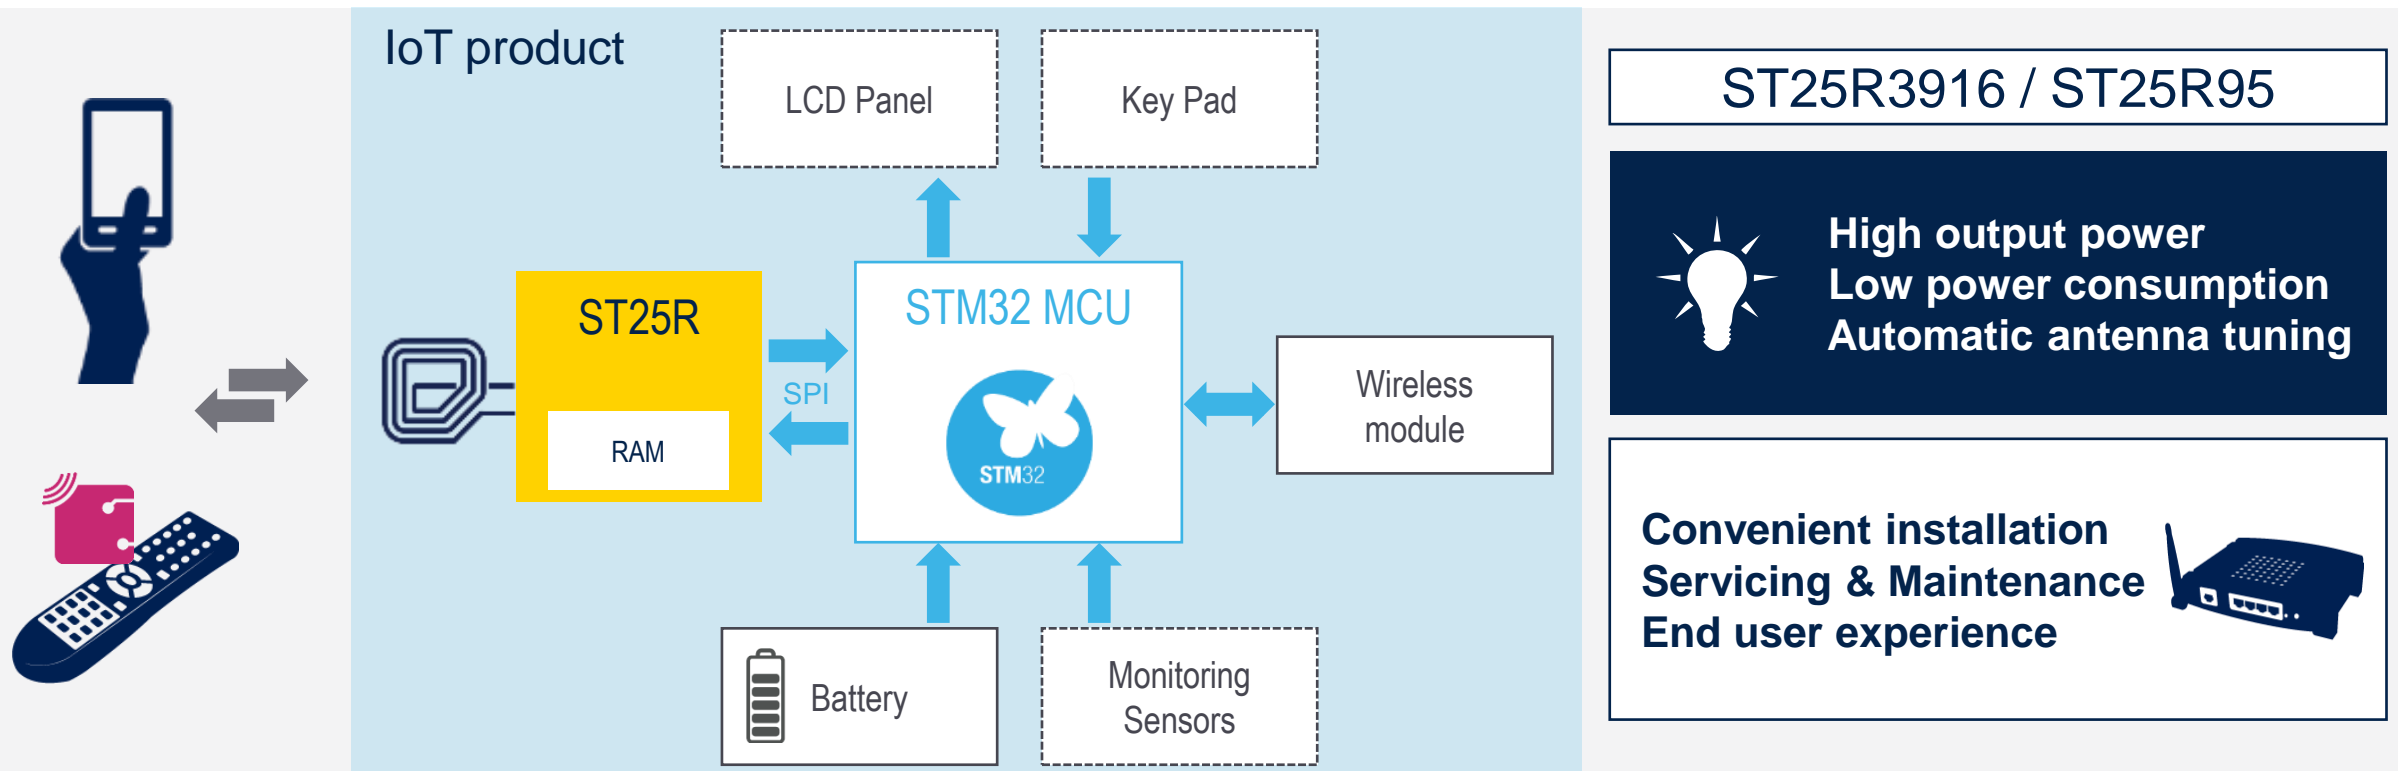 IoT product
LCD Panel
Key Pad
ST25R
RAM
SPI
STM32 MCU
STM32
Wireless
module
Battery
Monitoring
Sensors
ST25R3916 / ST25R95
High output power
Low power consumption
Automatic antenna tuning
Convenient installation
Servicing & Maintenance
End user experience